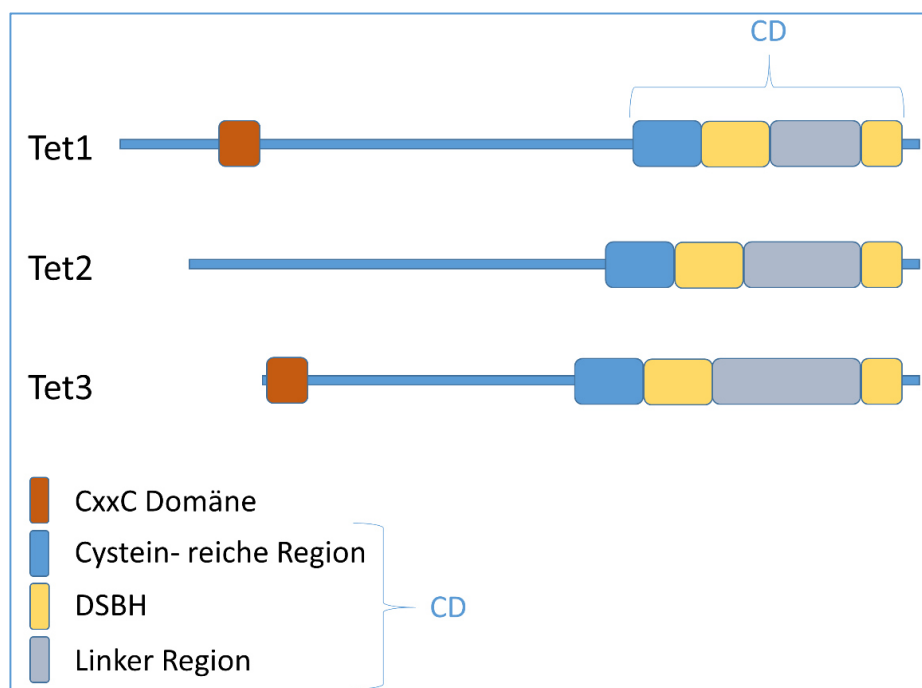 CD
Tet1
Tet2
Tet3
CxxC Domäne
Cystein- reiche Region
DSBH
CD
Linker Region